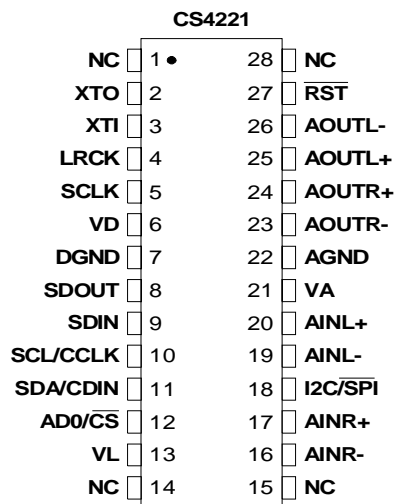 CS4221
NC 1 28 NC
XTO 2 27 RST
XTI 3 26 AOUTL-
LRCK 4 25 AOUTL+
SCLK 5 24 AOUTR+
VD 6 23 AOUTR-
DGND 7 22 AGND
SDOUT 8 21 VA
SDIN 9 20 AINL+
SCL/CCLK 10 19 AINL-
SDA/CDIN 11 18 I2C/SPI
AD0/CS 12 17 AINR+
VL 13 16 AINR-
NC 14 15 NC